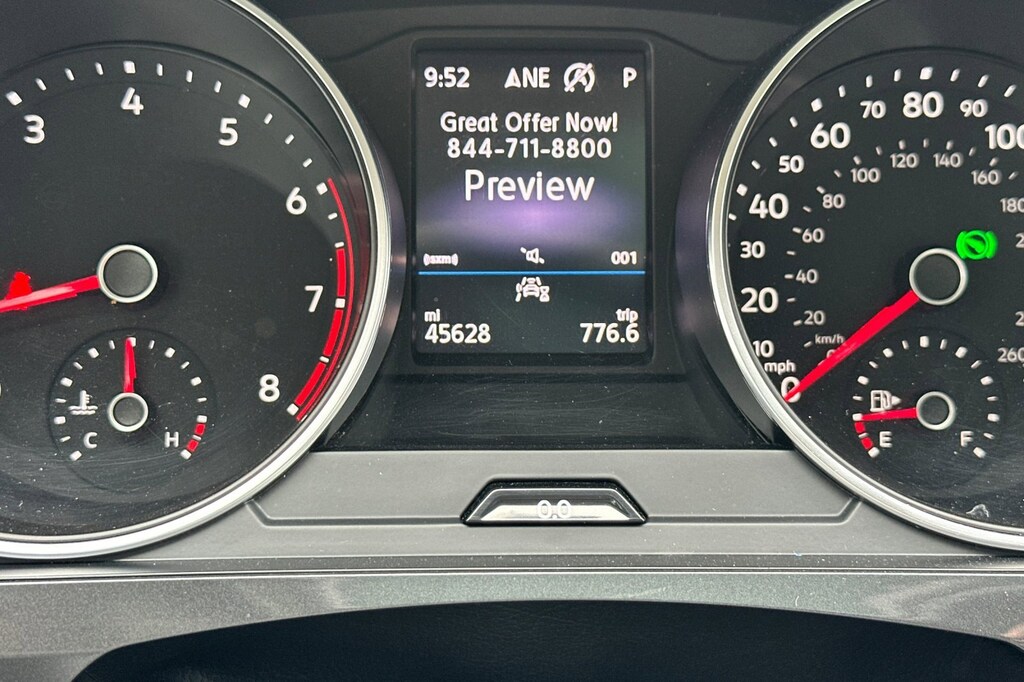 9:52 NE P
Great Offer Now!
844-711-8800
Preview
((sxm)) 001
mi trip
45628 776.6
3 4 5 6 7 8
C H
0 10 20 30 40 50 60 70 80 90 100
mph
20 40 60 80 100 120 140 160 180
km/h
260
E F
0.0